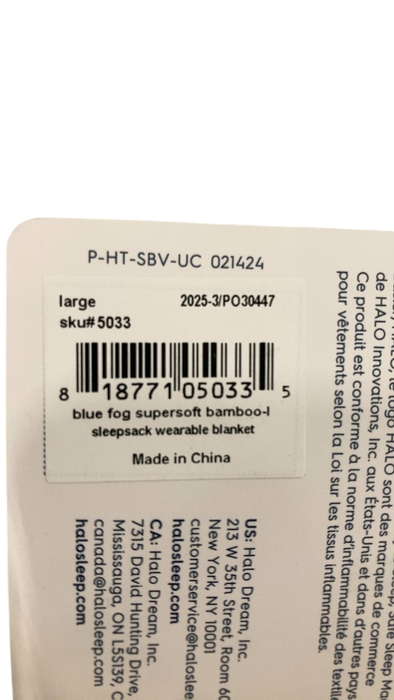 P-HT-SBV-UC 021424
large 2025-3/PO30447
sku#5033
8 18771 05033 5
blue fog supersoft bamboo-l
sleepsack wearable blanket
Made in China
US: Halo Dream, Inc.
213 W 35th Street, Room
New York, NY 10001
customerservice@haloslee
halosleep.com
CA: Halo Dream, Inc.
7315 David Hunting Drive,
Mississauga, ON L5S1S9, C
canada@halosleep.com
halosleep.com
logo HALO sont des marques de commerce
de HALO Innovations, Inc. aux États-Unis et dans d'autres pays
Ce produit est conforme à la norme d'inflammabilité des textil
pour vêtements selon la Loi sur les tissus inflammables.